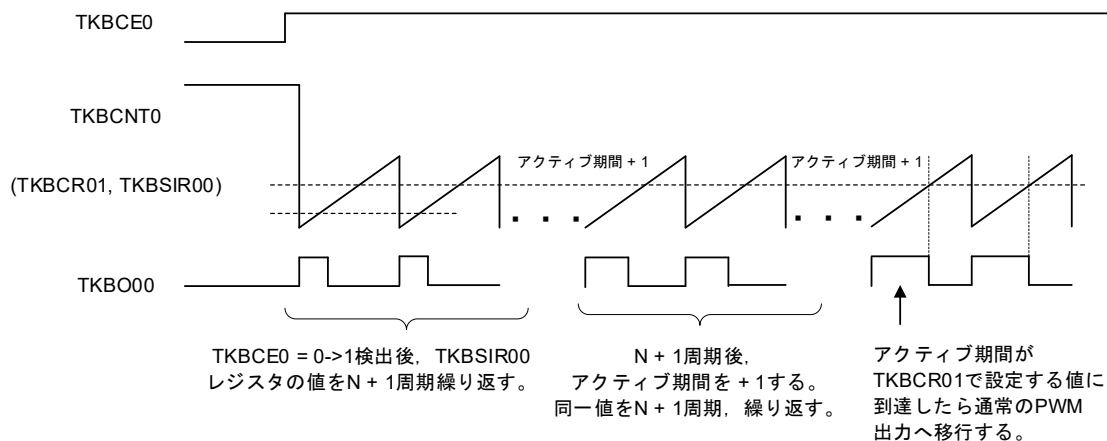 TKBCE0
TKBCNT0
アクティブ期間 + 1
アクティブ期間 + 1
(TKBCR01, TKBSIR00)
TKBO00
TKBCE0 = 0->1検出後，TKBSIR00
レジスタの値をN + 1周期繰り返す。
N + 1周期後，
アクティブ期間を + 1する。
同一値をN + 1周期，繰り返す。
アクティブ期間が
TKBCR01で設定する値に
到達したら通常のPWM
出力へ移行する。